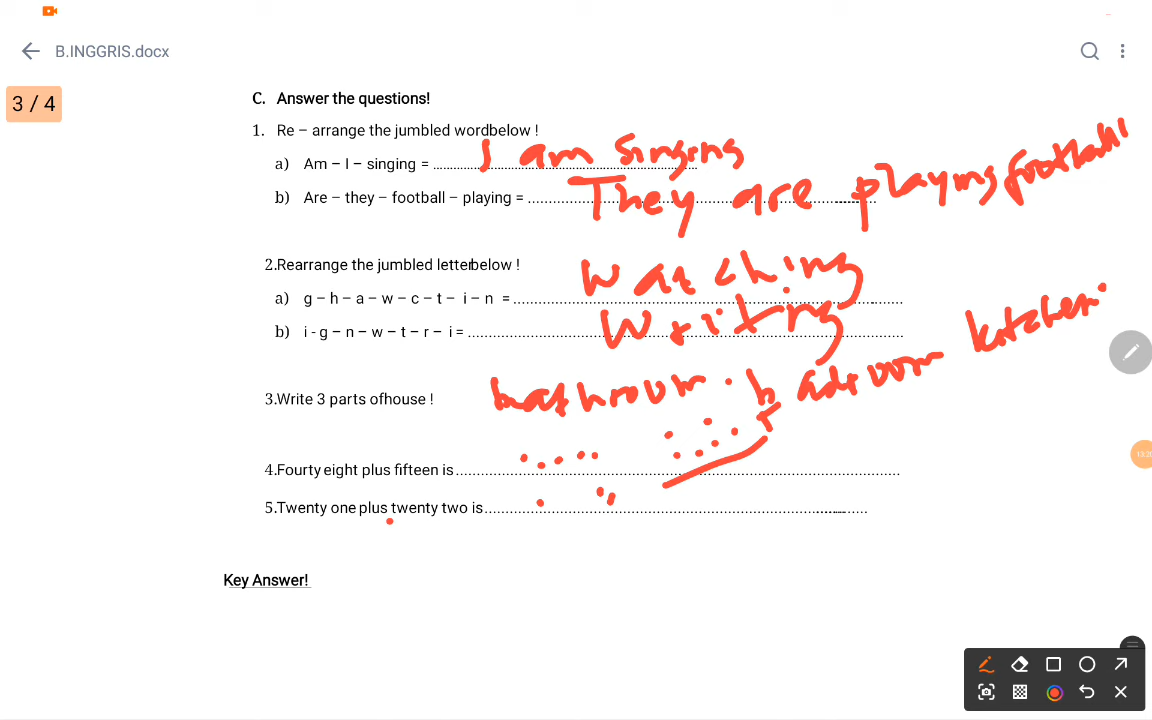 B.INGGRIS.docx
3 / 4
C. Answer the questions!
1. Re – arrange the jumbled wordbelow !
a) Am – I – singing = ........ I am singing
b) Are – they – football – playing = ........ They are playing football
2.Rearrange the jumbled letterbelow !
a) g – h – a – w – c – t – i – n = ........ watching
b) i - g – n – w – t – r – i = ........ writing
3.Write 3 parts ofhouse ! bathroom. kitchen
4.Fourty eight plus fifteen is........
5.Twenty one plus twenty two is........
Key Answer!